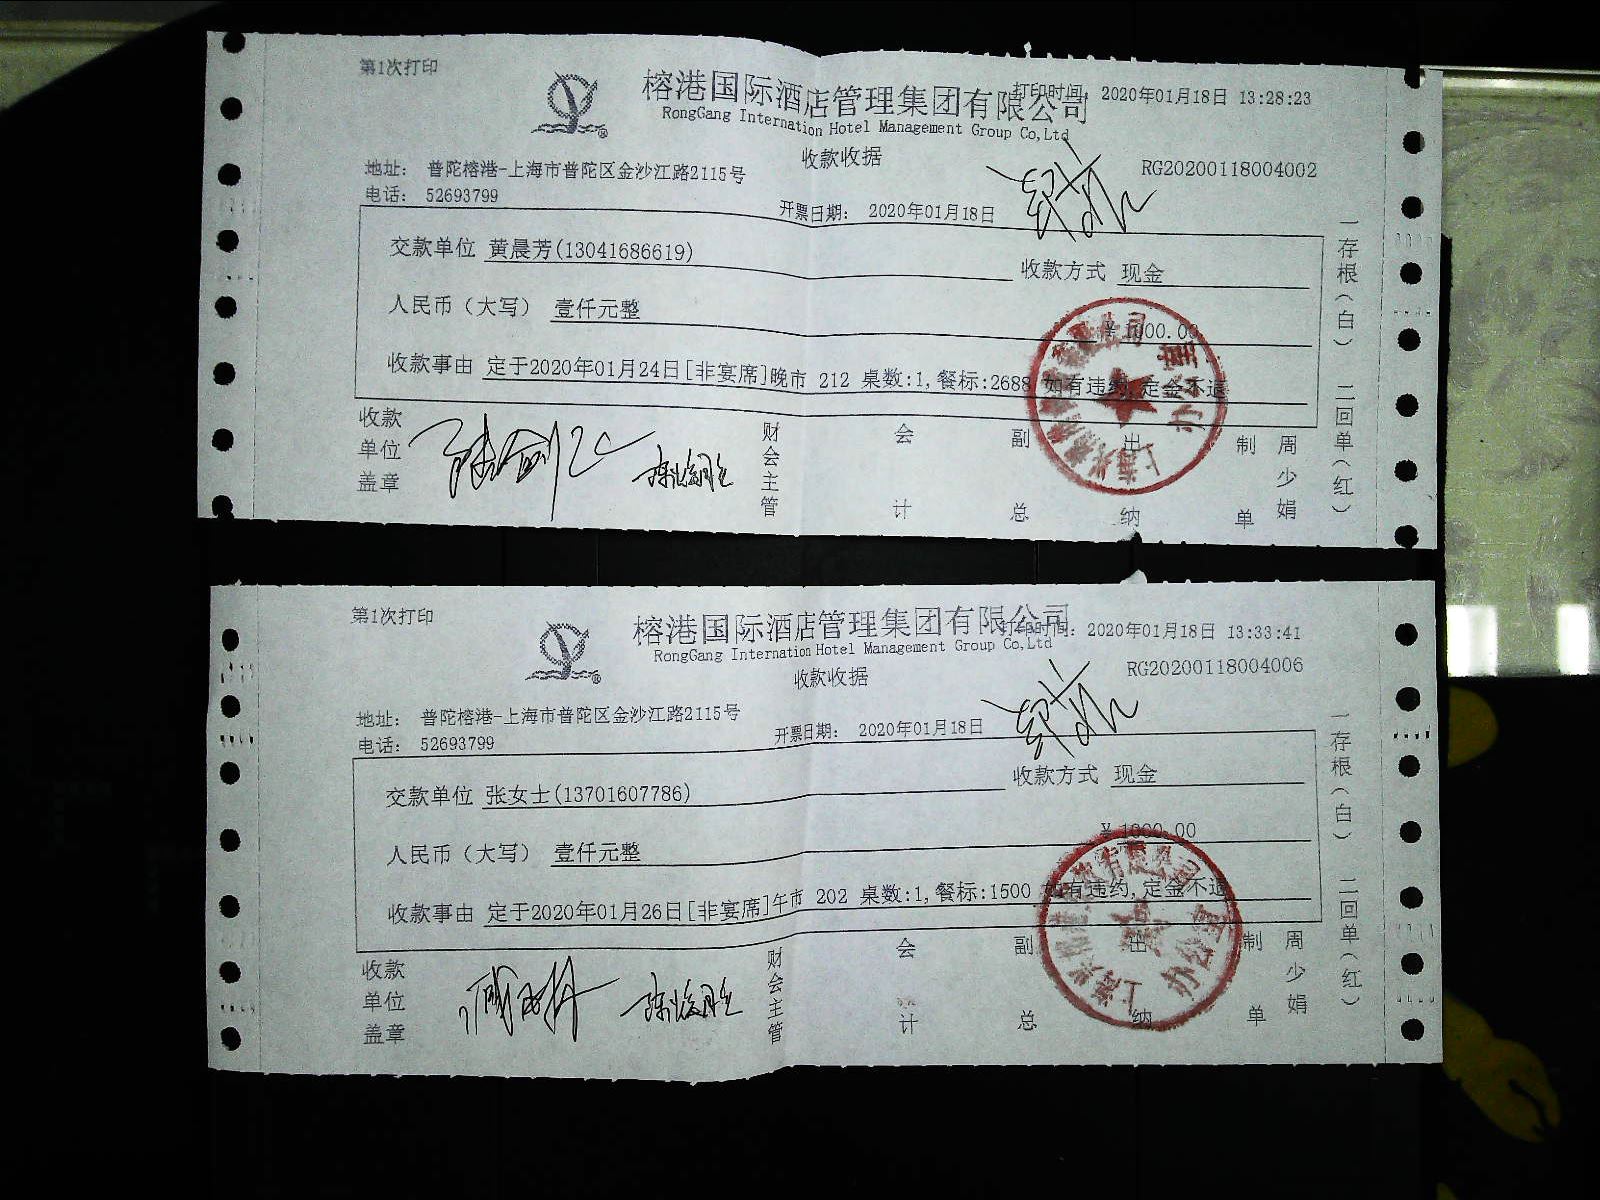 第1次打印
榕港国际酒店管理集团有限公司
打印时间: 2020年01月18日 13:28:23
RongGang Internation Hotel Management Group Co,Ltd
收款收据
RG20200118004002
地址: 普陀榕港-上海市普陀区金沙江路2115号
电话: 52693799
开票日期: 2020年01月18日
交款单位 黄晨芳(13041686619)
收款方式 现金
人民币(大写) 壹仟元整
¥ 1000.00
收款事由 定于2020年01月24日[非宴席]晚市 212 桌数:1,餐标:2688 如有违约,定金不退
收款单位盖章
财会主管
会计
副总
出纳
制单
周少娟
一存根(白) 二回单(红)
办公室
第1次打印
榕港国际酒店管理集团有限公司
打印时间: 2020年01月18日 13:33:41
RongGang Internation Hotel Management Group Co,Ltd
收款收据
RG20200118004006
地址: 普陀榕港-上海市普陀区金沙江路2115号
电话: 52693799
开票日期: 2020年01月18日
交款单位 张女士(13701607786)
收款方式 现金
人民币(大写) 壹仟元整
¥ 1000.00
收款事由 定于2020年01月26日[非宴席]午市 202 桌数:1,餐标:1500 如有违约,定金不退
收款单位盖章
财会主管
会计
副总
出纳
制单
周少娟
一存根(白) 二回单(红)
办公室